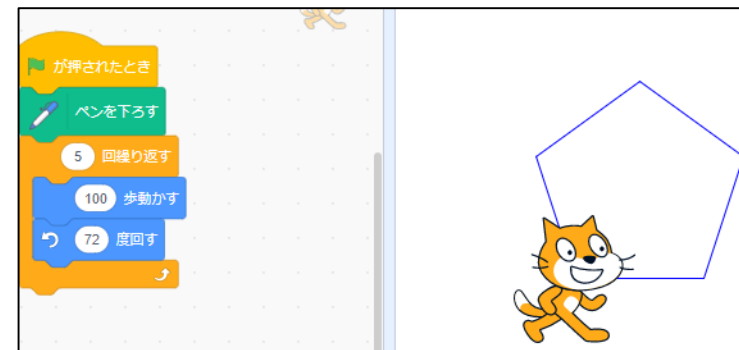 が押されたとき
ペンを下ろす
5 回繰り返す
100 歩動かす
72 度回す